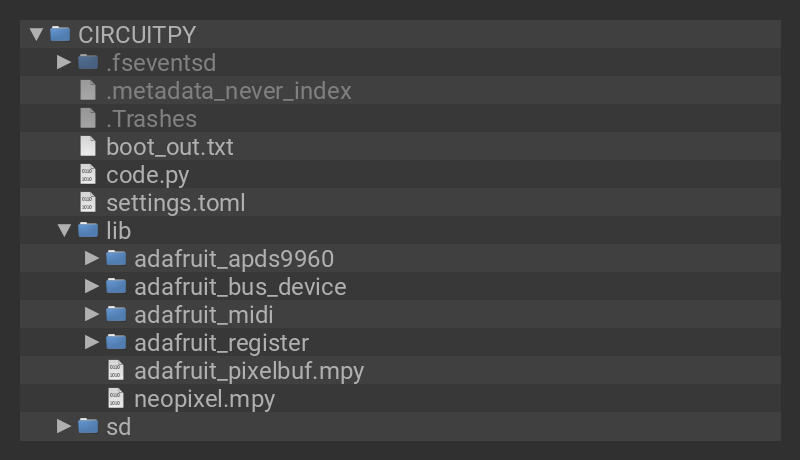 CIRCUITPY
.fseventsd
.metadata_never_index
.Trashes
boot_out.txt
code.py
settings.toml
lib
adafruit_apds9960
adafruit_bus_device
adafruit_midi
adafruit_register
adafruit_pixelbuf.mpy
neopixel.mpy
sd